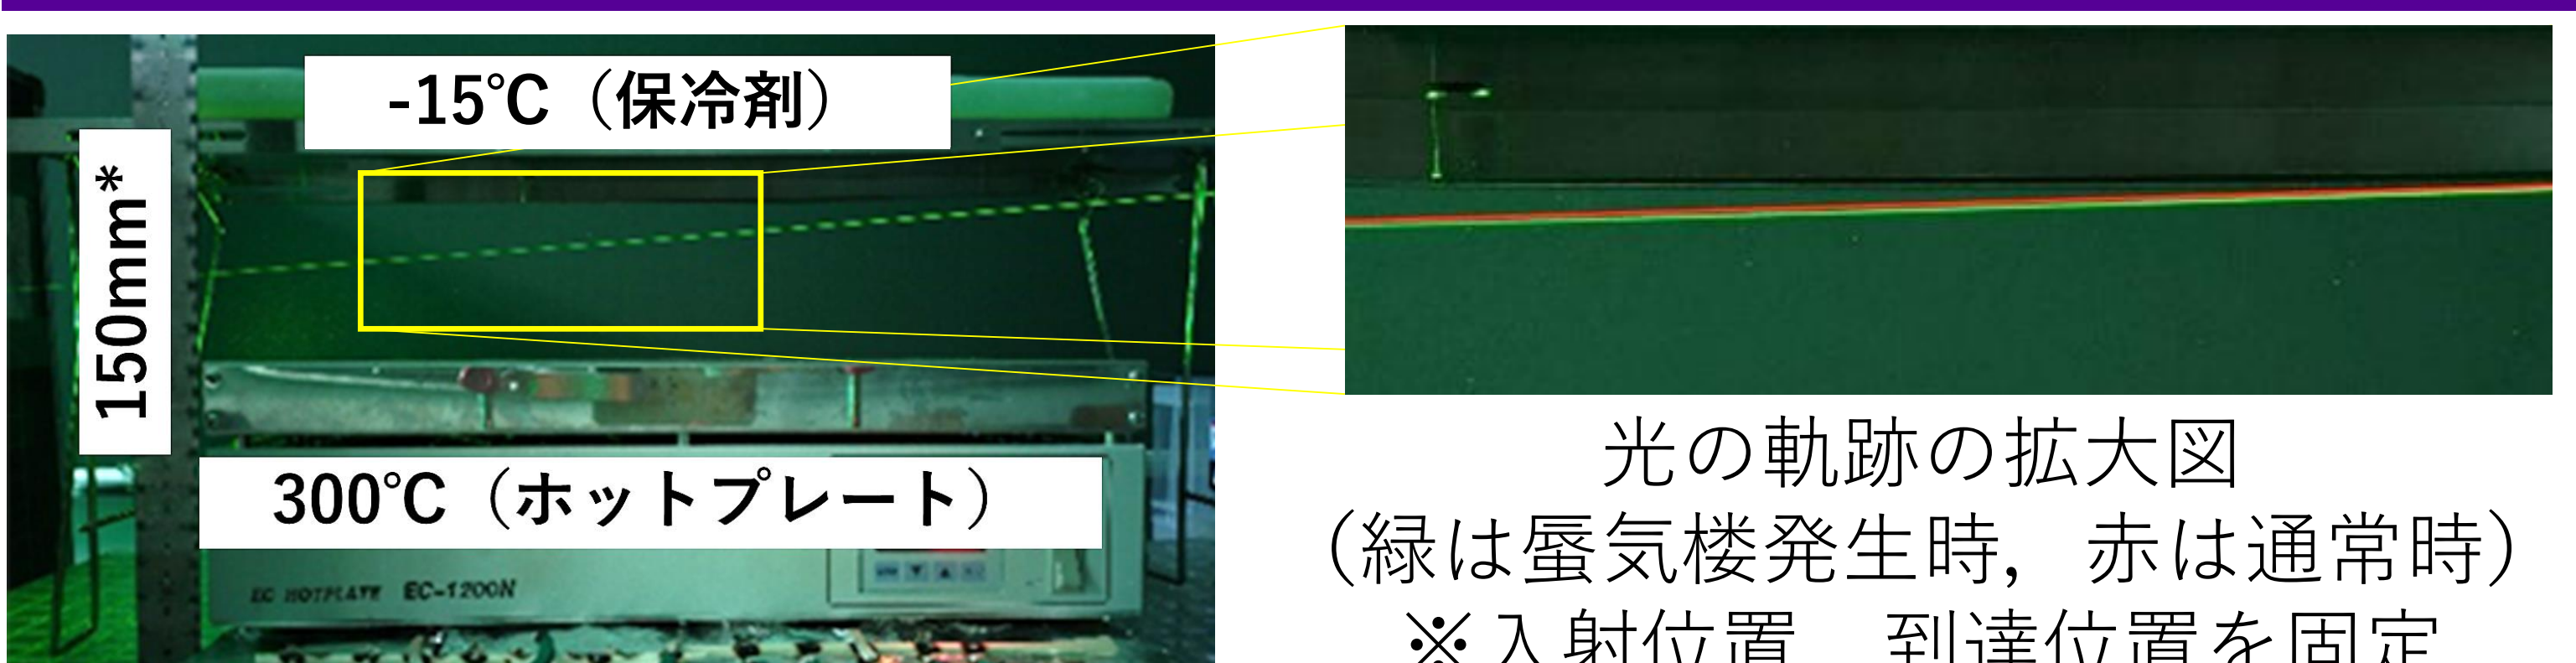 -15℃（保冷剤）
150mm*
300℃（ホットプレート）
EC HOTPLATE EC-1200N
光の軌跡の拡大図
（緑は蜃気楼発生時，赤は通常時）
※入射位置　到達位置を固定